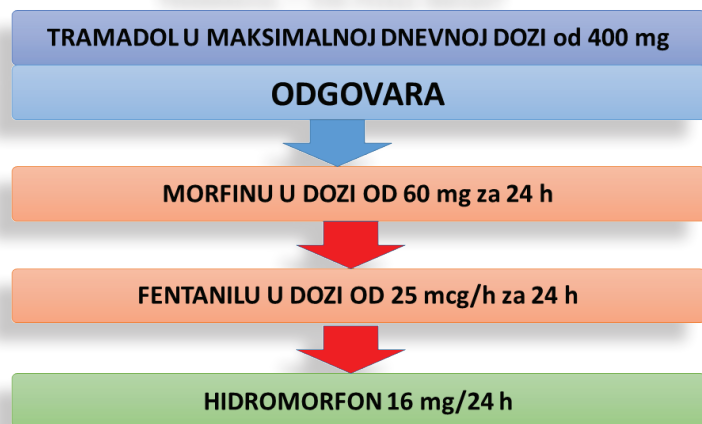 TRAMADOL U MAKSIMALNOJ DNEVNOJ DOZI od 400 mg
ODGOVARA
MORFINU U DOZI OD 60 mg za 24 h
FENTANILU U DOZI OD 25 mcg/h za 24 h
HIDROMORFON 16 mg/24 h